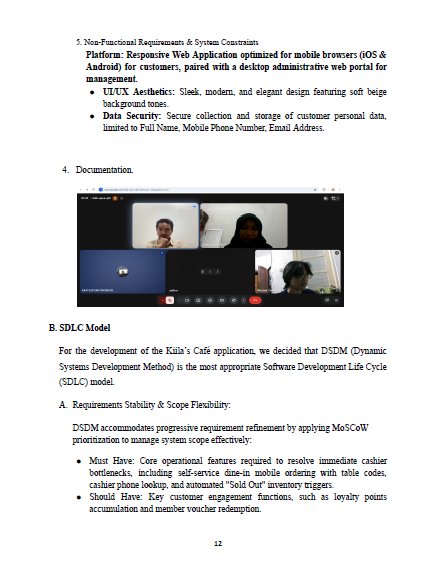 5. Non-Functional Requirements & System Constraints
Platform: Responsive Web Application optimized for mobile browsers (iOS &
Android) for customers, paired with a desktop administrative web portal for
management.
● UI/UX Aesthetics: Sleek, modern, and elegant design featuring soft beige
background tones.
● Data Security: Secure collection and storage of customer personal data,
limited to Full Name, Mobile Phone Number, Email Address.
4. Documentation.
B. SDLC Model
For the development of the Kiila's Café application, we decided that DSDM (Dynamic
Systems Development Method) is the most appropriate Software Development Life Cycle
(SDLC) model.
A. Requirements Stability & Scope Flexibility:
DSDM accommodates progressive requirement refinement by applying MoSCoW
prioritization to manage system scope effectively:
● Must Have: Core operational features required to resolve immediate cashier
bottlenecks, including self-service dine-in mobile ordering with table codes,
cashier phone lookup, and automated "Sold Out" inventory triggers.
● Should Have: Key customer engagement functions, such as loyalty points
accumulation and member voucher redemption.
12